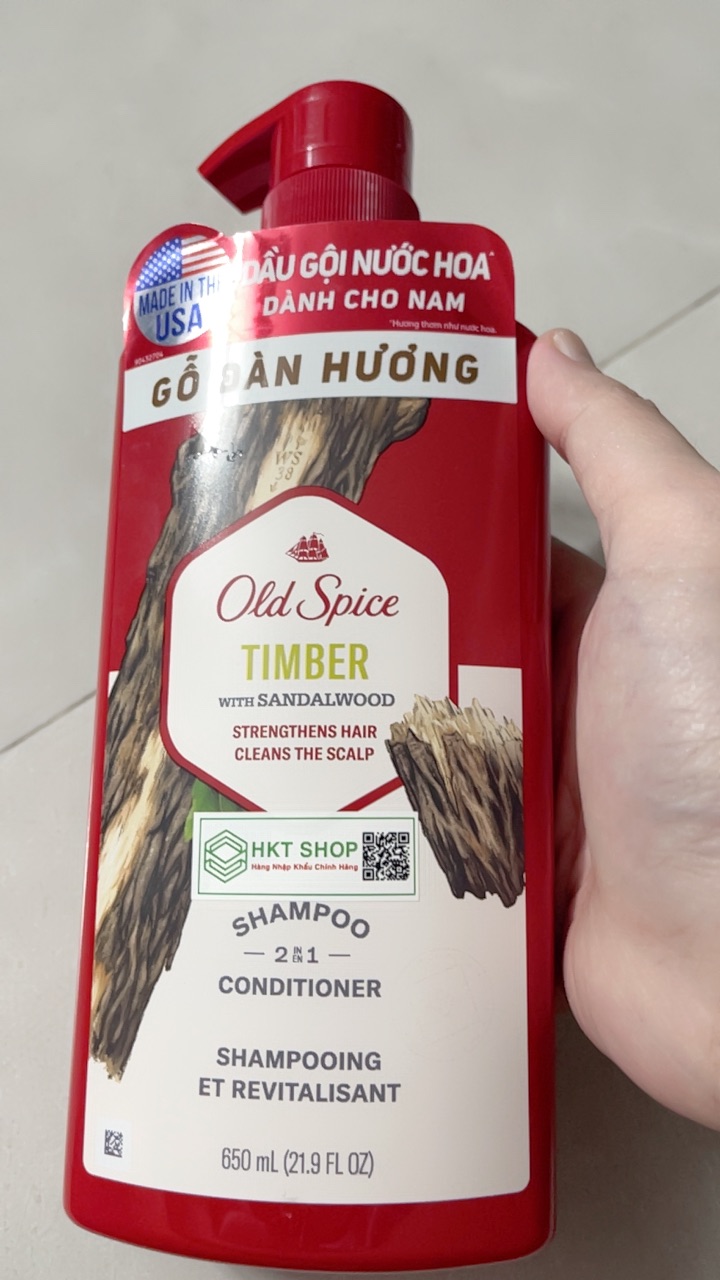 MADE IN THE
USA
DẦU GỘI NƯỚC HOA*
DÀNH CHO NAM
*Hương thơm như nước hoa.
90432704
GỖ ĐÀN HƯƠNG
Old Spice
TIMBER
WITH SANDALWOOD
STRENGTHENS HAIR
CLEANS THE SCALP
HKT SHOP
Hàng Nhập Khẩu Chính Hãng
SHAMPOO
2 IN EN 1
CONDITIONER
SHAMPOOING
ET REVITALISANT
650 mL (21.9 FL OZ)